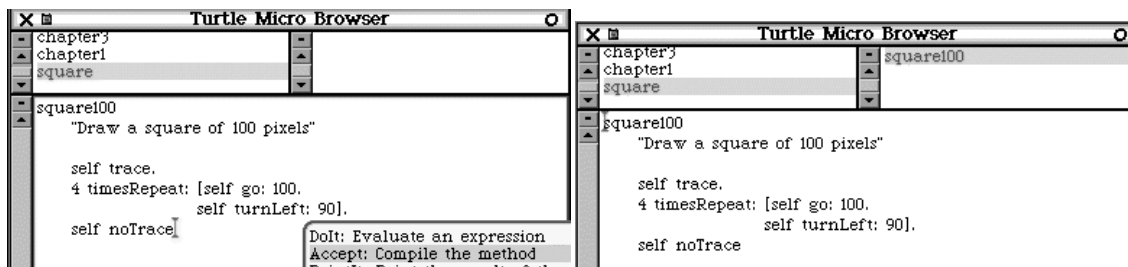 Turtle Micro Browser
chapter3
chapter1
square
square100
"Draw a square of 100 pixels"
self trace.
4 timesRepeat: [self go: 100.
self turnLeft: 90].
self noTrace
DoIt: Evaluate an expression
Accept: Compile the method
Turtle Micro Browser
chapter3
chapter1
square
square100
square100
"Draw a square of 100 pixels"
self trace.
4 timesRepeat: [self go: 100.
self turnLeft: 90].
self noTrace